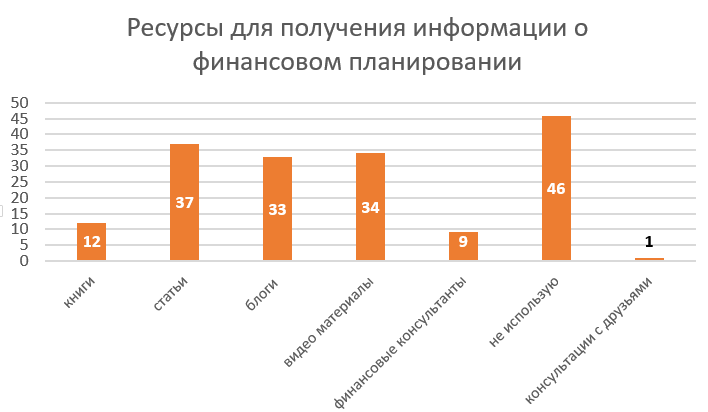 Ресурсы для получения информации о
финансовом планировании
50
45
40
35
30
25
20
15
10
5
0
12
37
33
34
9
46
1
книги
статьи
блоги
видео материалы
финансовые консультанты
не использую
консультации с друзьями